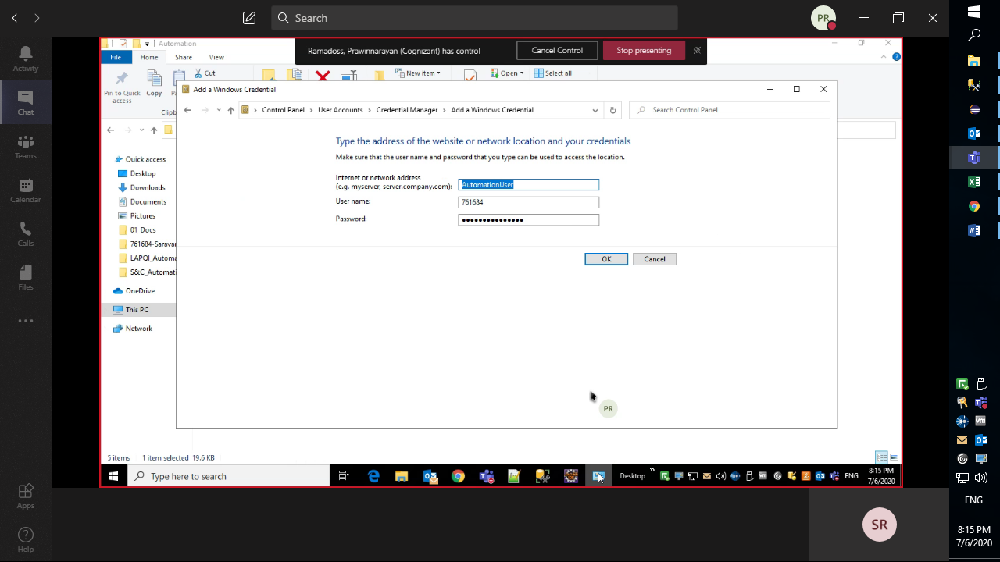 Search
PR
Activity
Chat
Teams
Calendar
Calls
Files
Apps
Help
Automation
Ramadoss, Prawinnarayan (Cognizant) has control
Cancel Control
Stop presenting
File
Home
Share
View
Pin to Quick access
Copy
Cut
New item
Open
Select all
Clipb
Add a Windows Credential
Control Panel
User Accounts
Credential Manager
Add a Windows Credential
Search Control Panel
Type the address of the website or network location and your credentials
Make sure that the user name and password that you type can be used to access the location.
Internet or network address
(e.g. myserver, server.company.com):
AutomationUser
User name:
761684
Password:
OK
Cancel
Quick access
Desktop
Downloads
Documents
Pictures
01_Docs
761684-Saravan
LAPQI_Automa
S&C_Automati
OneDrive
This PC
Network
PR
5 items
1 item selected 19.6 KB
Type here to search
Desktop
ENG
8:15 PM
7/6/2020
SR
ENG
8:15 PM
7/6/2020